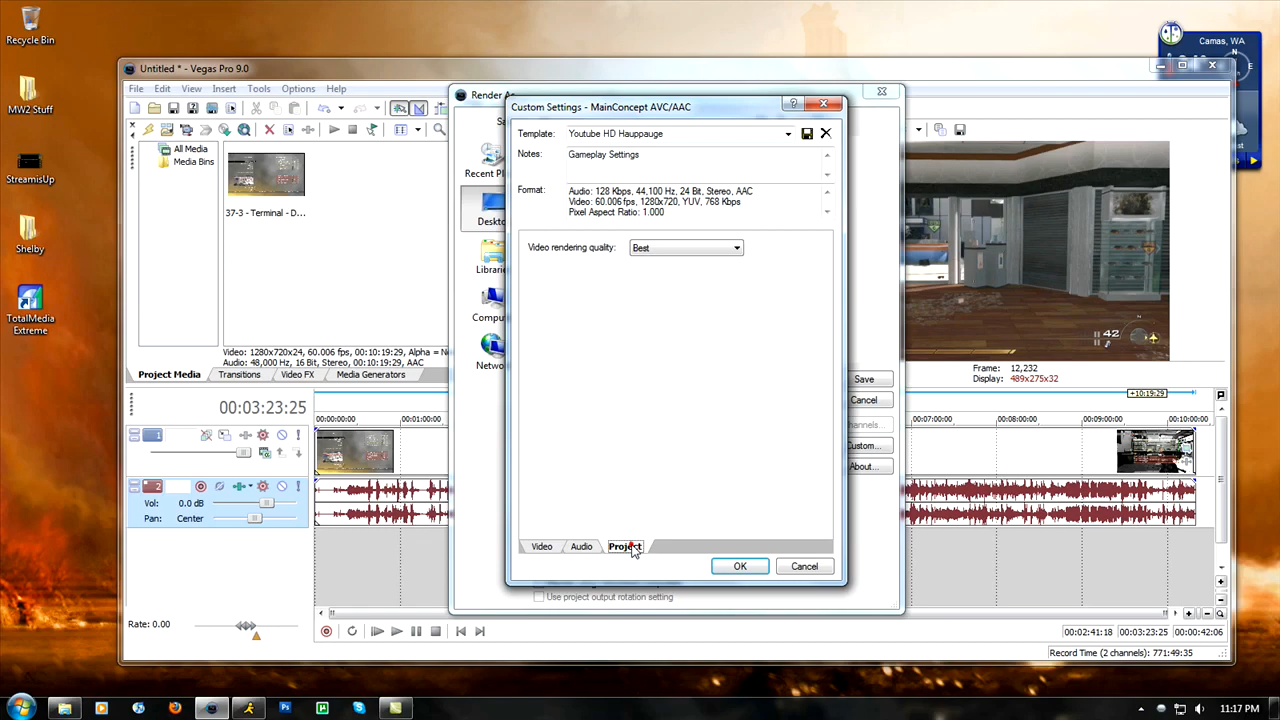 Recycle Bin
MW2 Stuff
StreamisUp
Shelby
TotalMedia
Extreme
Camas, WA
Untitled * - Vegas Pro 9.0
File Edit View Insert Tools Options Help
All Media
Media Bins
37-3 - Terminal - D...
Video: 1280x720x24, 60.006 fps, 00:10:19:29, Alpha = N
Audio: 48,000 Hz, 16 Bit, Stereo, 00:10:19:29, AAC
Project Media Transitions Video FX Media Generators
Render As
Recent Pl
Deskto
Librarie
Compu
Netwo
Save
Cancel
Custom...
About...
Use project output rotation setting
Custom Settings - MainConcept AVC/AAC
Template: Youtube HD Hauppauge
Notes: Gameplay Settings
Format: Audio: 128 Kbps, 44,100 Hz, 24 Bit, Stereo, AAC
Video: 60.006 fps, 1280x720, YUV, 768 Kbps
Pixel Aspect Ratio: 1.000
Video rendering quality: Best
Video Audio Project
OK Cancel
42
Frame: 12,232
Display: 489x275x32
+10:19:29
00:03:23:25
00:00:00:00 00:01:00:00 00:07:00:00 00:08:00:00 00:09:00:00 00:10:00:00
1
2
Vol: 0.0 dB
Pan: Center
Rate: 0.00
00:02:41:18 00:03:23:25 00:00:42:06
Record Time (2 channels): 771:49:35
11:17 PM